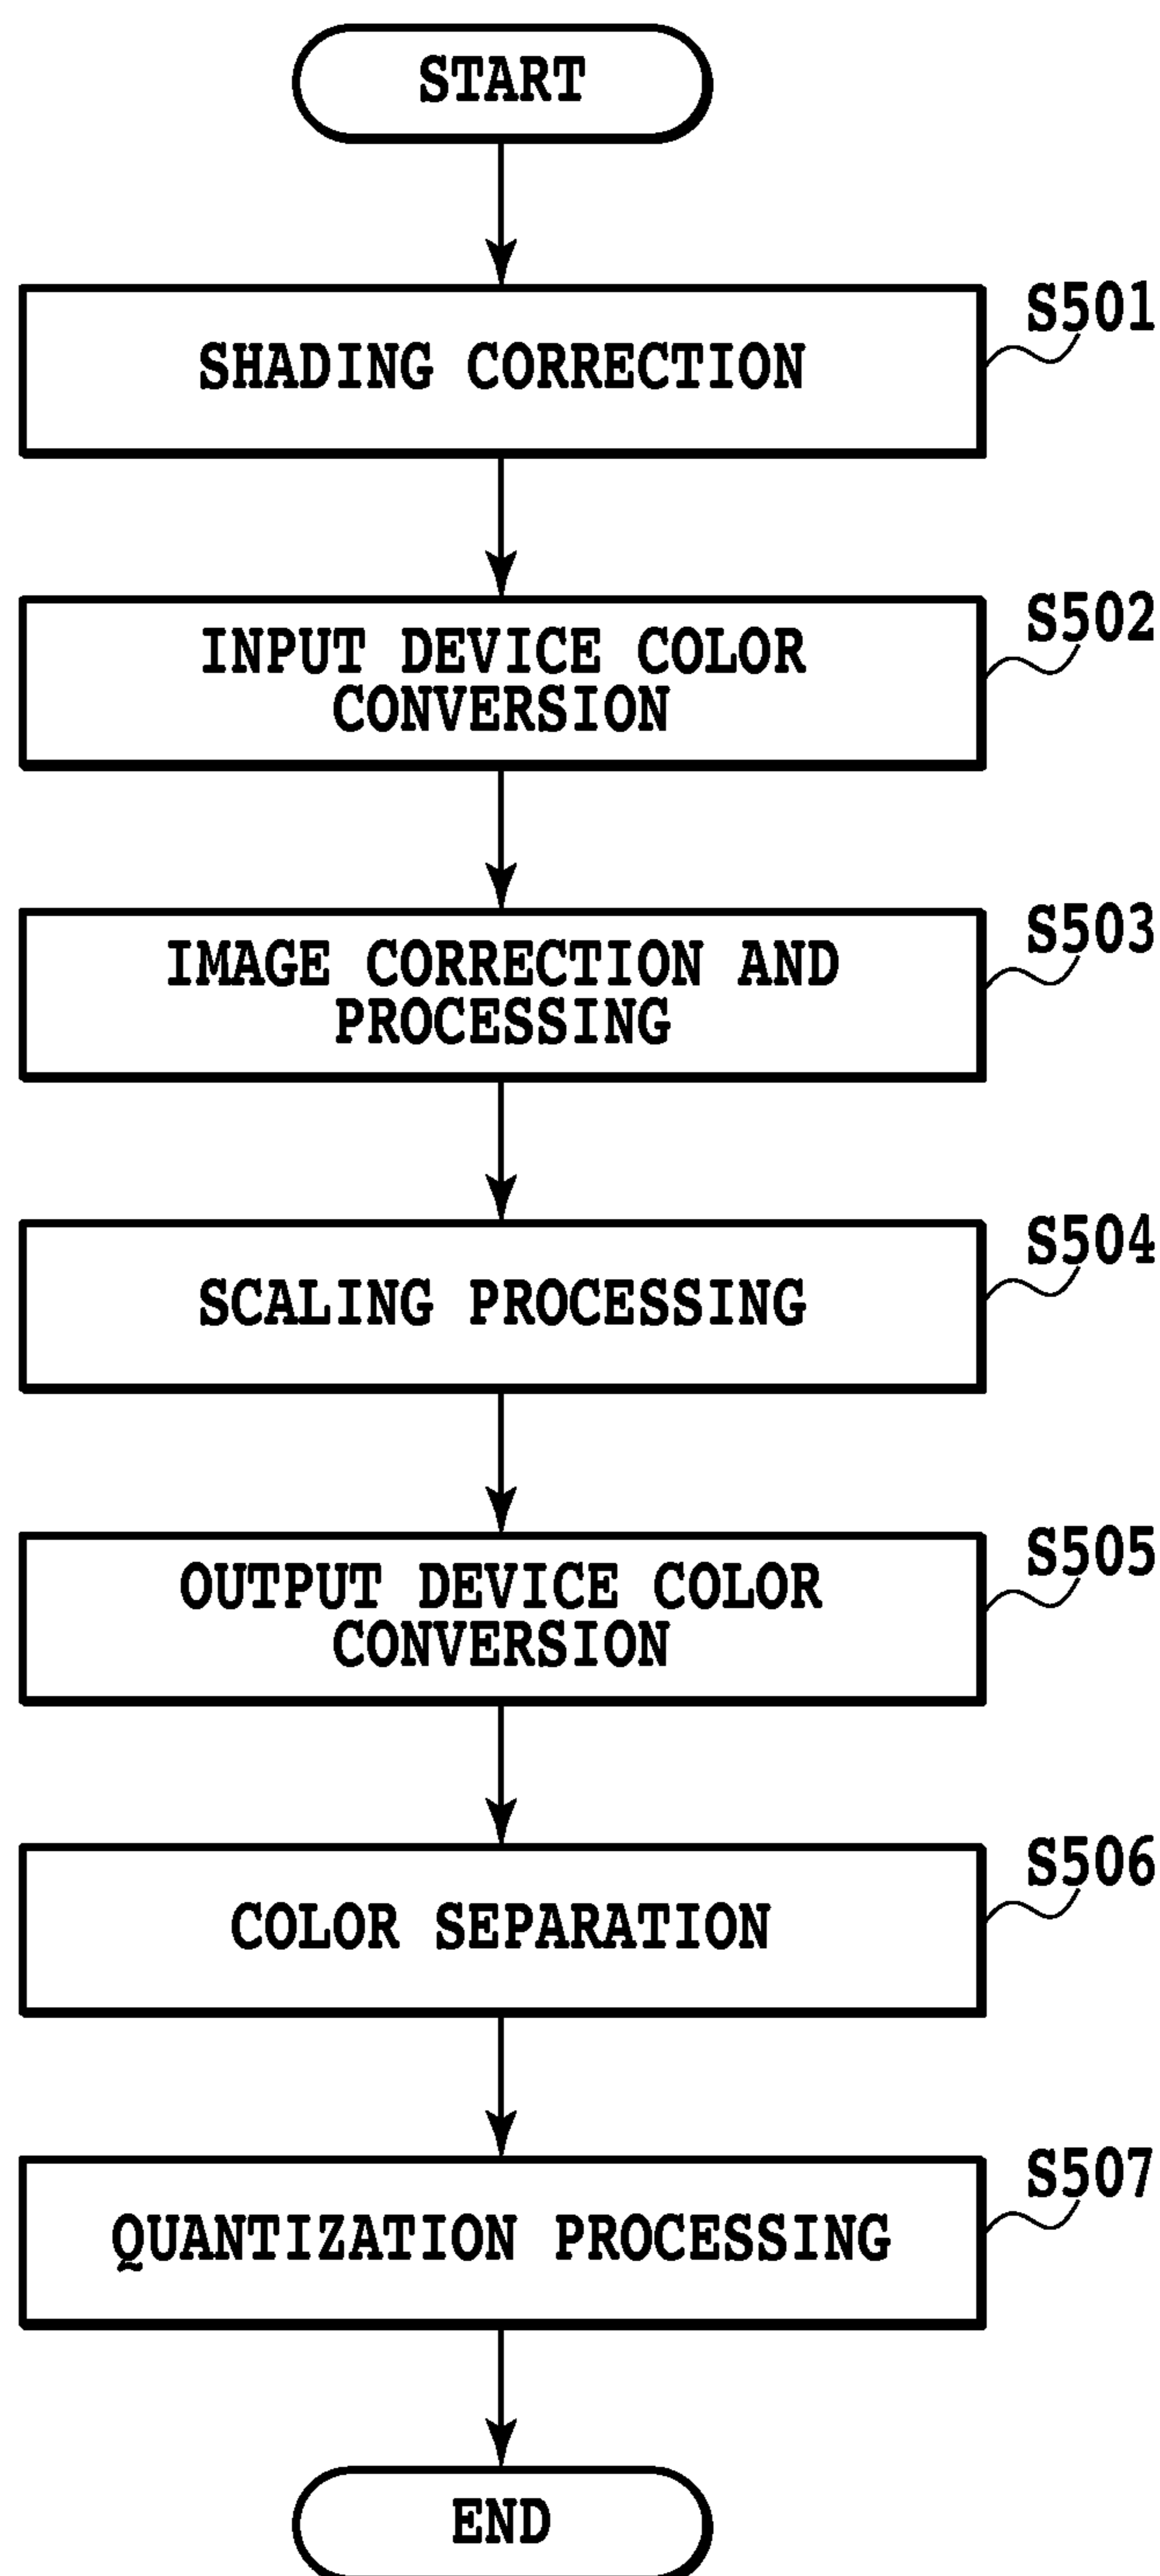 START
S501
SHADING CORRECTION
S502
INPUT DEVICE COLOR
CONVERSION
S503
IMAGE CORRECTION AND
PROCESSING
S504
SCALING PROCESSING
S505
OUTPUT DEVICE COLOR
CONVERSION
S506
COLOR SEPARATION
S507
QUANTIZATION PROCESSING
END